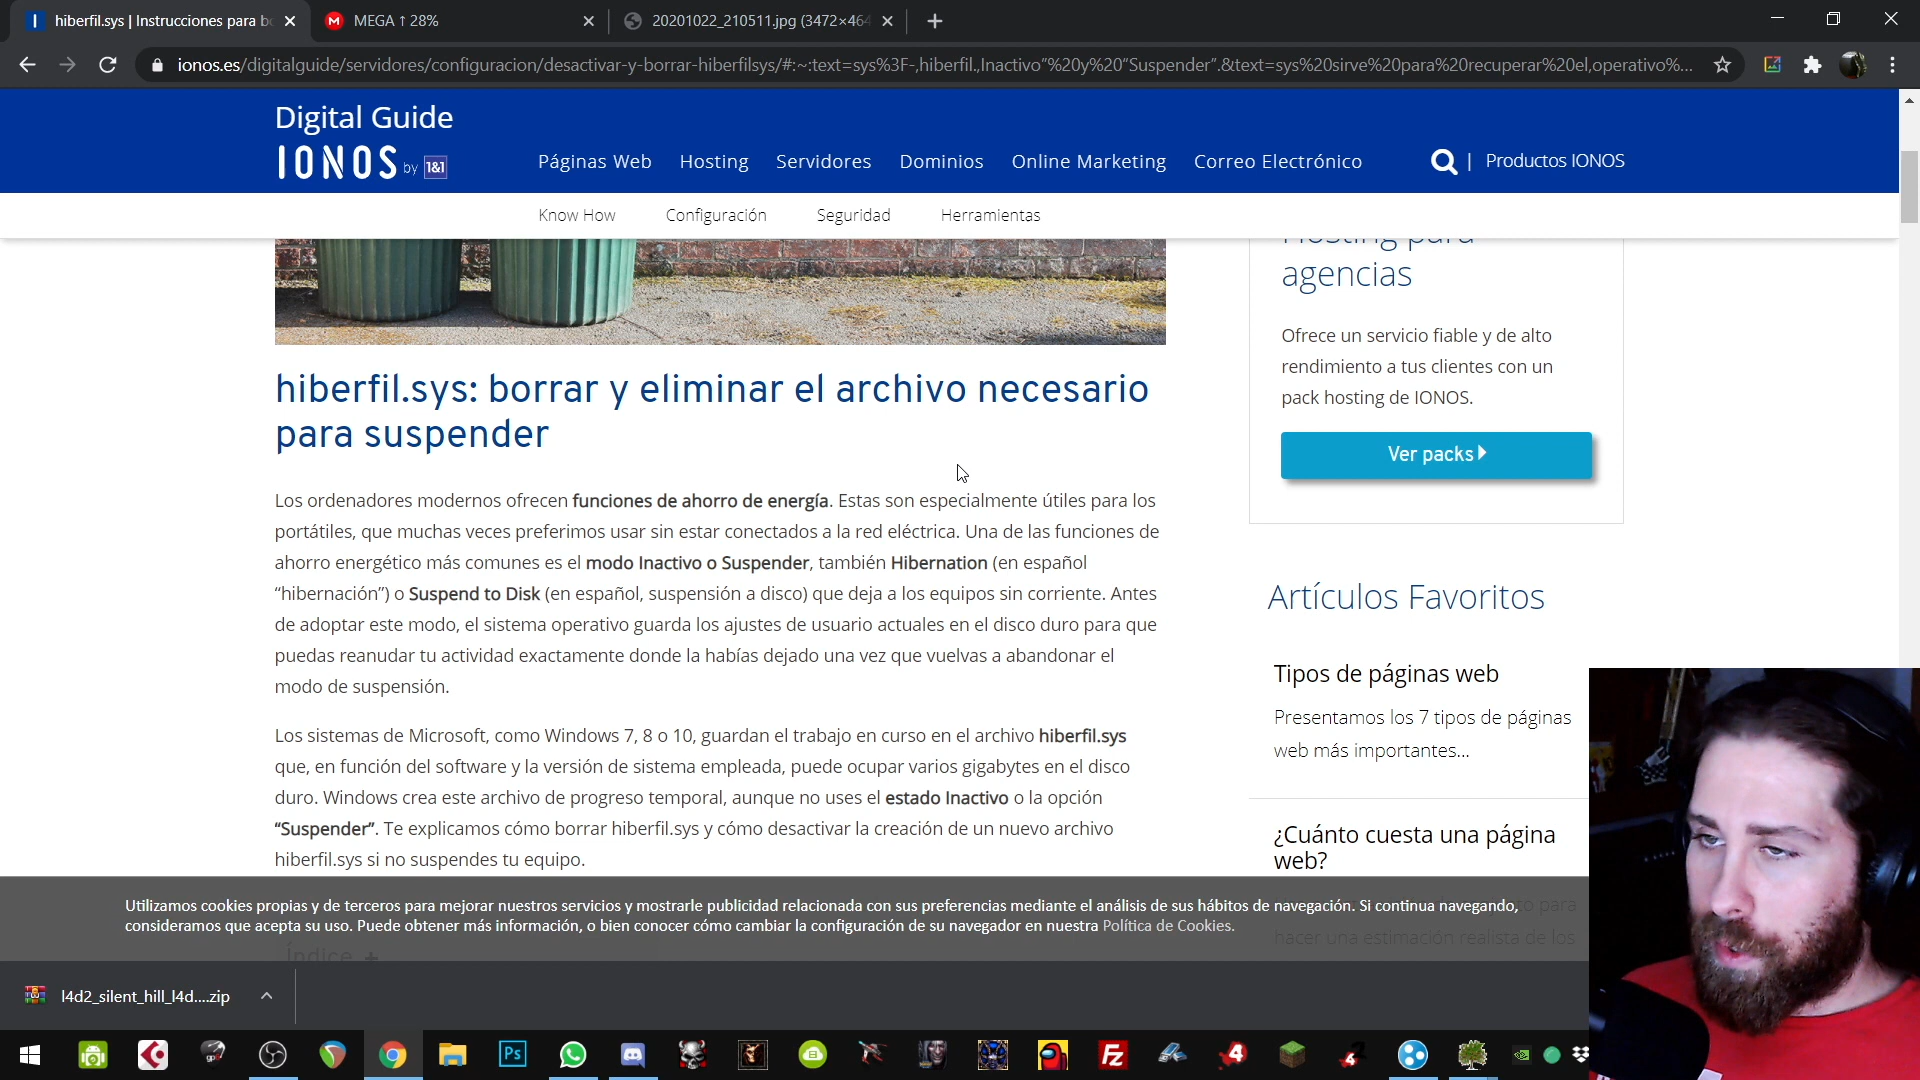 hiberfil.sys | Instrucciones para b
MEGA ↑ 28%
20201022_210511.jpg (3472×464
ionos.es/digitalguide/servidores/configuracion/desactivar-y-borrar-hiberfilsys/#:~:text=sys%3F-,hiberfil.,Inactivo"%20y%20"Suspender".&text=sys%20sirve%20para%20recuperar%20el,operativo%...
Digital Guide
IONOS by 1&1
Páginas Web Hosting Servidores Dominios Online Marketing Correo Electrónico | Productos IONOS
Know How Configuración Seguridad Herramientas
Hosting para
agencias
Ofrece un servicio fiable y de alto
rendimiento a tus clientes con un
pack hosting de IONOS.
Ver packs
hiberfil.sys: borrar y eliminar el archivo necesario
para suspender
Los ordenadores modernos ofrecen funciones de ahorro de energía. Estas son especialmente útiles para los
portátiles, que muchas veces preferimos usar sin estar conectados a la red eléctrica. Una de las funciones de
ahorro energético más comunes es el modo Inactivo o Suspender, también Hibernation (en español
“hibernación”) o Suspend to Disk (en español, suspensión a disco) que deja a los equipos sin corriente. Antes
de adoptar este modo, el sistema operativo guarda los ajustes de usuario actuales en el disco duro para que
puedas reanudar tu actividad exactamente donde la habías dejado una vez que vuelvas a abandonar el
modo de suspensión.
Los sistemas de Microsoft, como Windows 7, 8 o 10, guardan el trabajo en curso en el archivo hiberfil.sys
que, en función del software y la versión de sistema empleada, puede ocupar varios gigabytes en el disco
duro. Windows crea este archivo de progreso temporal, aunque no uses el estado Inactivo o la opción
“Suspender”. Te explicamos cómo borrar hiberfil.sys y cómo desactivar la creación de un nuevo archivo
hiberfil.sys si no suspendes tu equipo.
Artículos Favoritos
Tipos de páginas web
Presentamos los 7 tipos de páginas
web más importantes...
¿Cuánto cuesta una página
web?
to para
hacer una estimación realista de los
Utilizamos cookies propias y de terceros para mejorar nuestros servicios y mostrarle publicidad relacionada con sus preferencias mediante el análisis de sus hábitos de navegación. Si continua navegando,
consideramos que acepta su uso. Puede obtener más información, o bien conocer cómo cambiar la configuración de su navegador en nuestra Política de Cookies.
Índice +
l4d2_silent_hill_l4d....zip
Ps
FZ